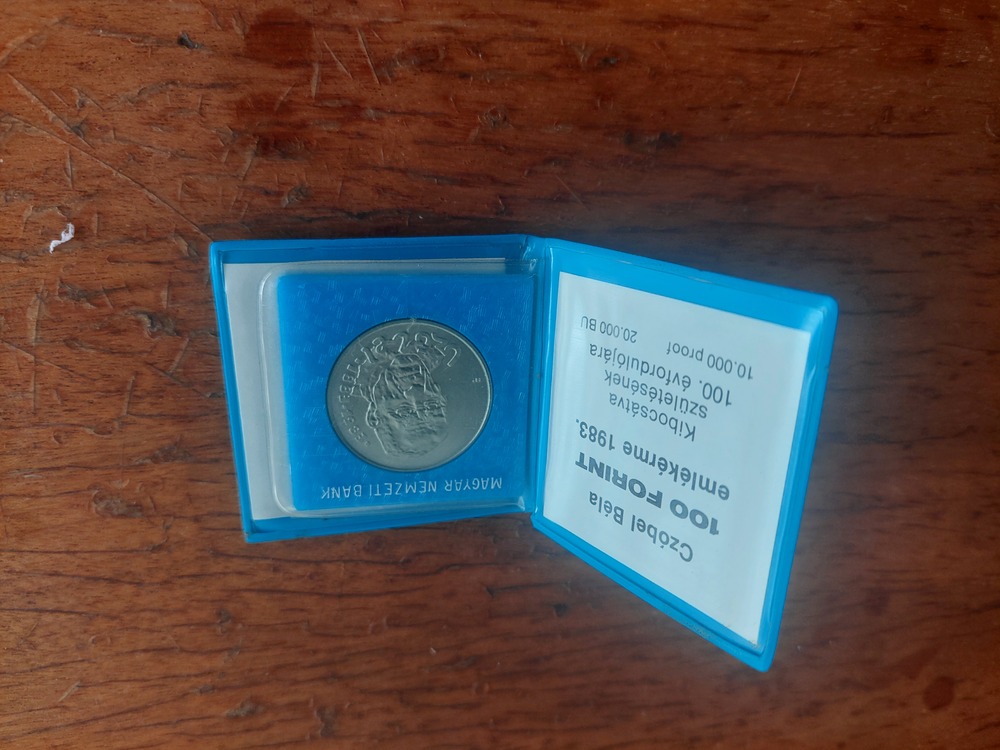 MAGYAR NEMZETI BANK
Czóbel Béla
100 FORINT
emlékérme 1983.
Kibocsátva
születésének
100. évfordulójára
10.000 proof
20.000 BU